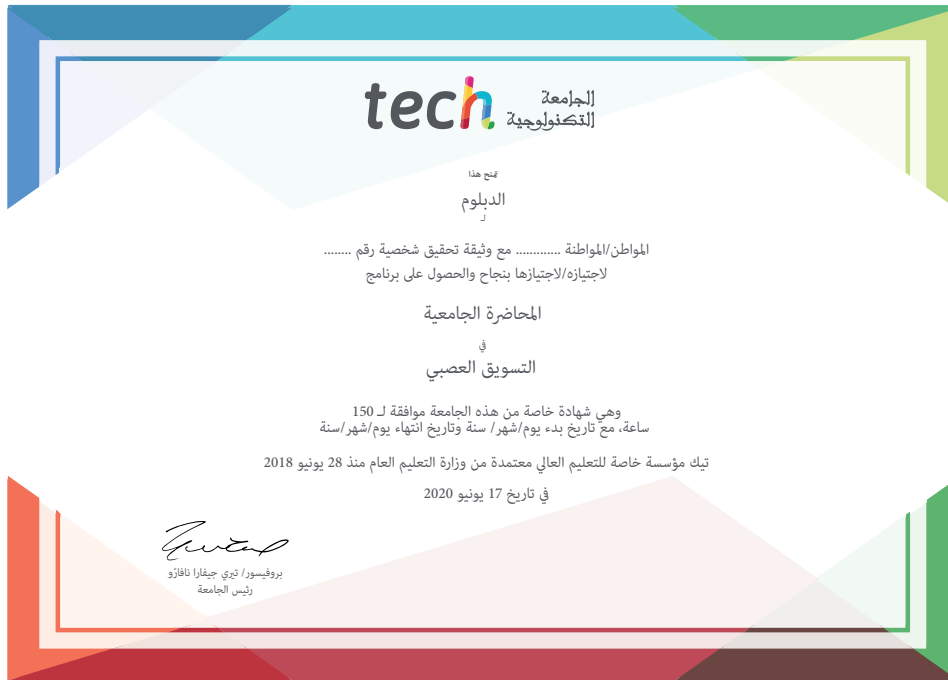 tech الجامعة
التكنولوجية
تمنح هذا
الدبلوم
لـ
المواطن/المواطنة ............. مع وثيقة تحقيق شخصية رقم ........
لاجتيازه/لاجتيازها بنجاح والحصول على برنامج
المحاضرة الجامعية
في
التسويق العصبي
وهي شهادة خاصة من هذه الجامعة موافقة لـ 150
ساعة، مع تاريخ بدء يوم/شهر/ سنة وتاريخ انتهاء يوم/شهر/سنة
تيك مؤسسة خاصة للتعليم العالي معتمدة من وزارة التعليم العام منذ 28 يونيو 2018
في تاريخ 17 يونيو 2020
بروفيسور/ تيري جيفارا نافارّو
رئيس الجامعة